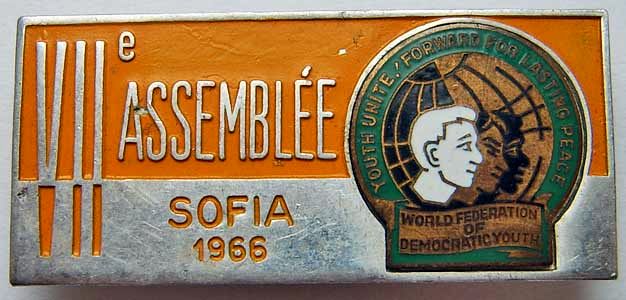 VIIe ASSEMBLÉE
SOFIA
1966
YOUTH UNITE, FORWARD FOR LASTING PEACE
WORLD FEDERATION
OF
DEMOCRATIC YOUTH